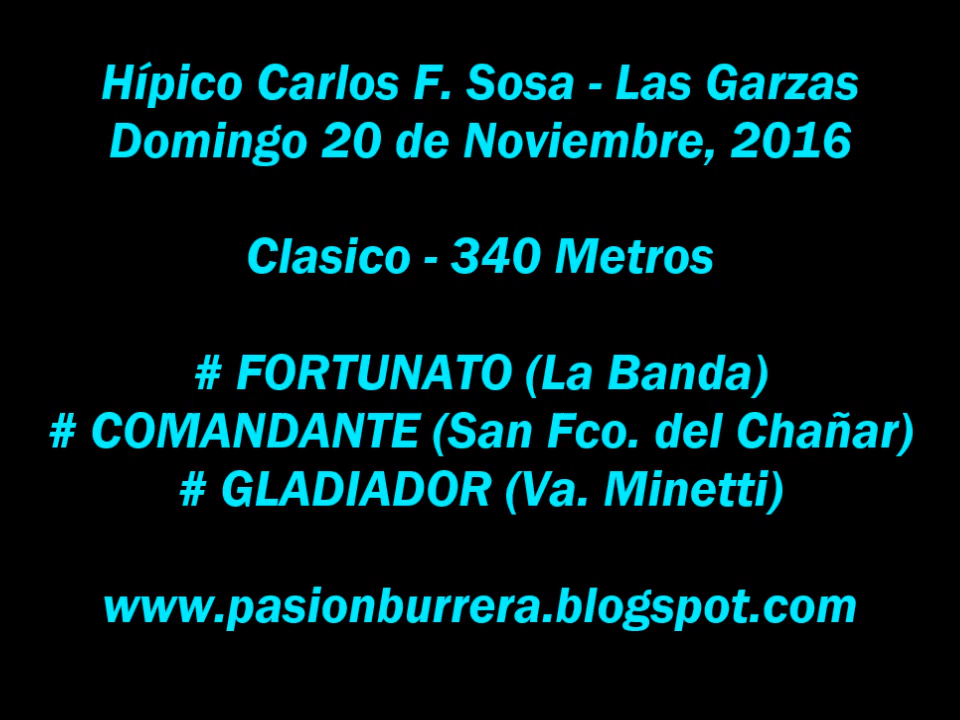 Hípico Carlos F. Sosa - Las Garzas
Domingo 20 de Noviembre, 2016
Clasico - 340 Metros
# FORTUNATO (La Banda)
# COMANDANTE (San Fco. del Chañar)
# GLADIADOR (Va. Minetti)
www.pasionburrera.blogspot.com